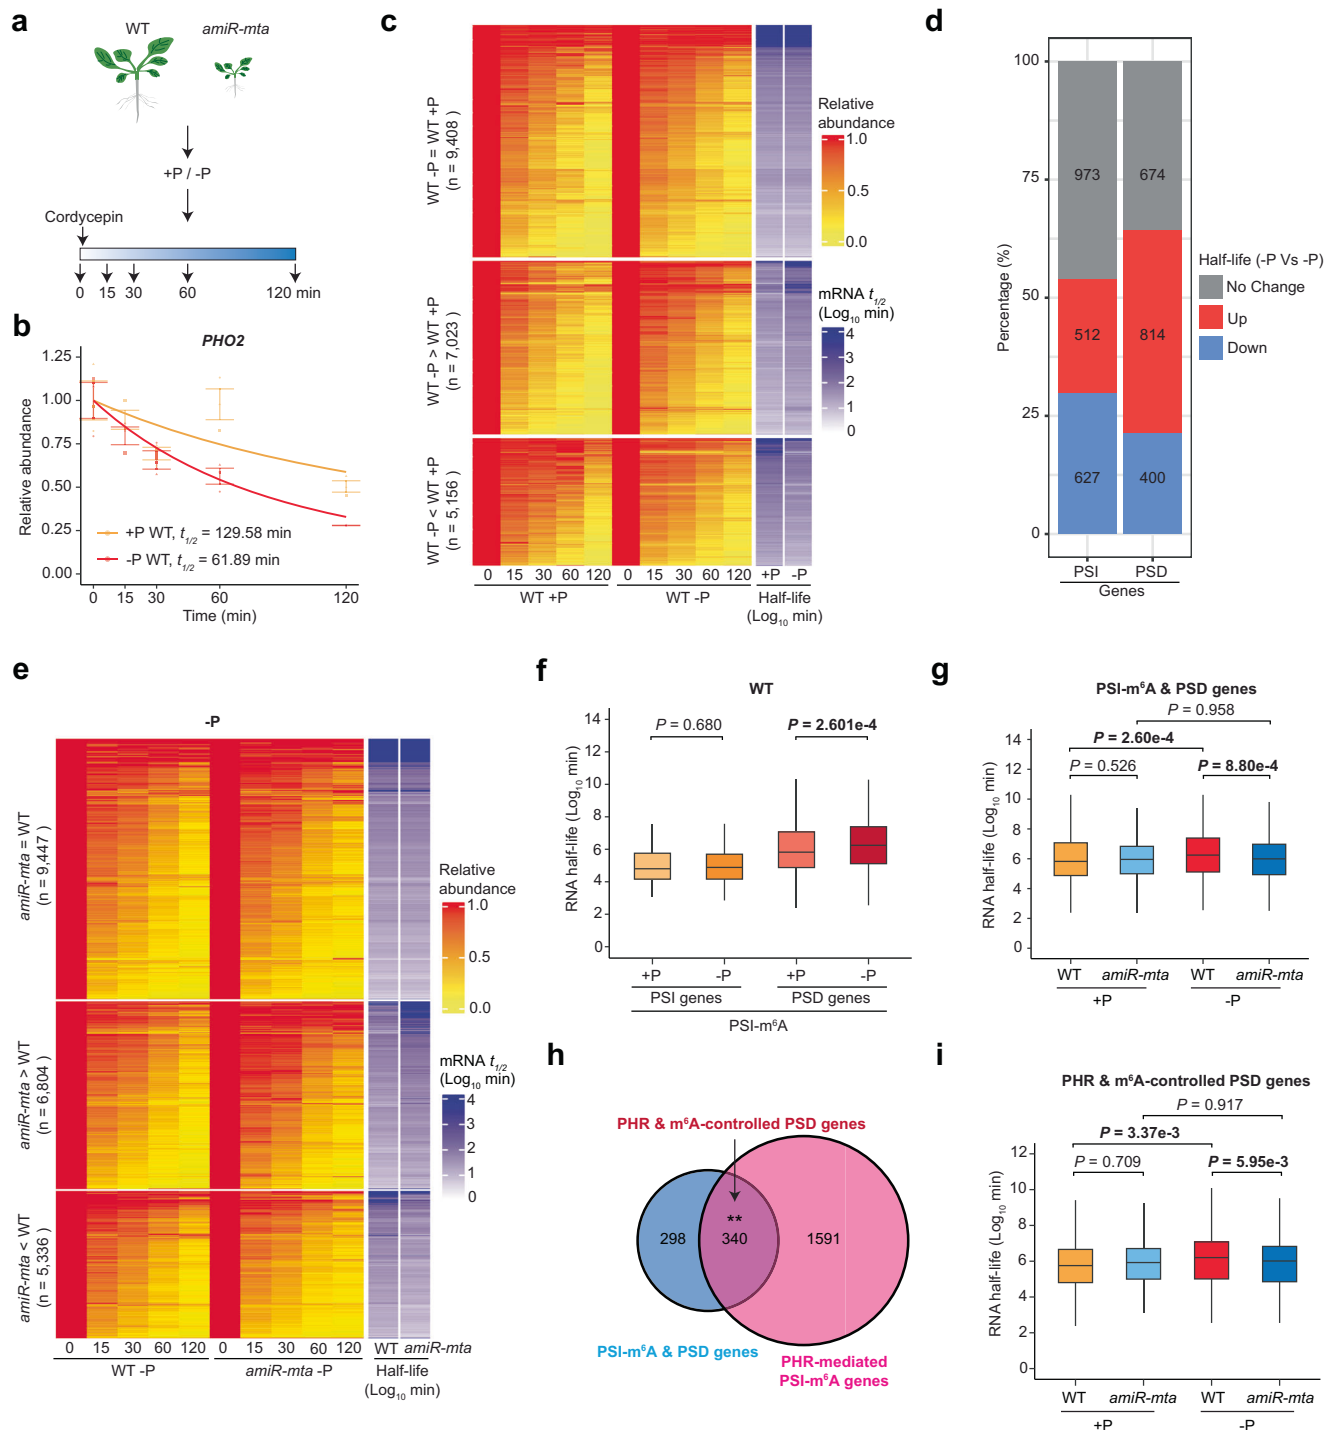 a
WT
amiR-mta
+P / -P
Cordycepin
0 15 30 60 120 min
b
PHO2
Relative abundance
1.25
1.00
0.75
0.50
0.25
0.00
+P WT, t1/2 = 129.58 min
-P WT, t1/2 = 61.89 min
0 15 30 60 120
Time (min)
c
WT -P = WT +P
(n = 9,408)
WT -P > WT +P
(n = 7,023)
WT -P < WT +P
(n = 5,156)
0 15 30 60 120 0 15 30 60 120 +P -P
WT +P WT -P Half-life
(Log10 min)
Relative
abundance
1.0
0.5
0.0
mRNA t1/2
(Log10 min)
4
3
2
1
0
d
Percentage (%)
100
75
50
25
0
973 674
512 814
627 400
PSI PSD
Genes
Half-life (-P Vs -P)
No Change
Up
Down
e
-P
amiR-mta = WT
(n = 9,447)
amiR-mta > WT
(n = 6,804)
amiR-mta < WT
(n = 5,336)
0 15 30 60 120 0 15 30 60 120 WT amiR-mta
WT -P amiR-mta -P Half-life
(Log10 min)
Relative
abundance
1.0
0.5
0.0
mRNA t1/2
(Log10 min)
4
3
2
1
0
f
WT
P = 0.680 P = 2.601e-4
RNA half-life (Log10 min)
14
12
10
8
6
4
2
0
+P -P +P -P
PSI genes PSD genes
PSI-m6A
g
PSI-m6A & PSD genes
P = 0.958
P = 2.60e-4
P = 0.526 P = 8.80e-4
RNA half-life (Log10 min)
14
12
10
8
6
4
2
0
WT amiR-mta WT amiR-mta
+P -P
h
PHR & m6A-controlled PSD genes
**
298 340 1591
PSI-m6A & PSD genes
PHR-mediated
PSI-m6A genes
i
PHR & m6A-controlled PSD genes
P = 0.917
P = 3.37e-3
P = 0.709 P = 5.95e-3
RNA half-life (Log10 min)
12
10
8
6
4
2
0
WT amiR-mta WT amiR-mta
+P -P